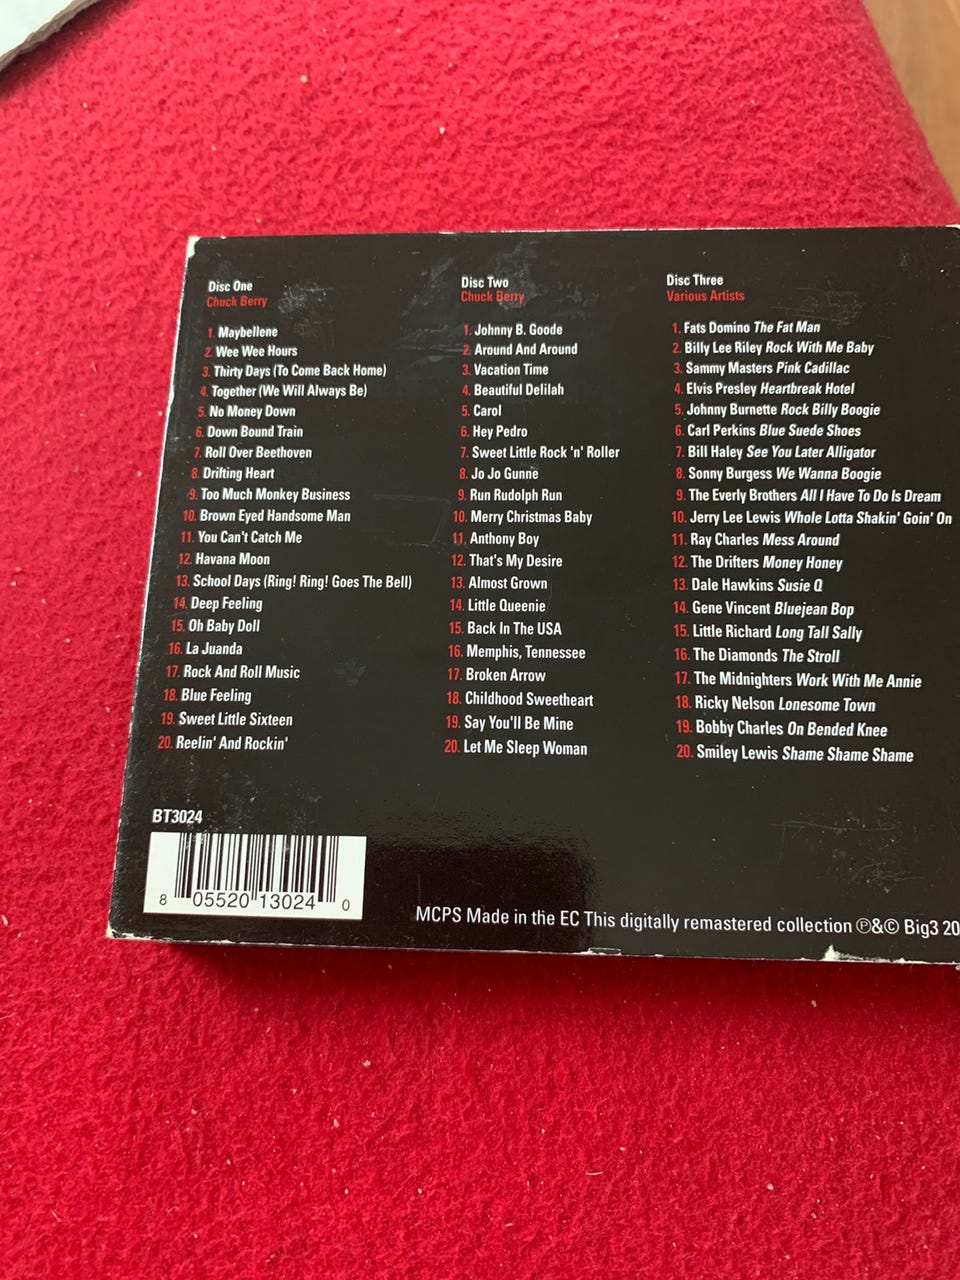 Disc One
Chuck Berry
1. Maybellene
2. Wee Wee Hours
3. Thirty Days (To Come Back Home)
4. Together (We Will Always Be)
5. No Money Down
6. Down Bound Train
7. Roll Over Beethoven
8. Drifting Heart
9. Too Much Monkey Business
10. Brown Eyed Handsome Man
11. You Can't Catch Me
12. Havana Moon
13. School Days (Ring! Ring! Goes The Bell)
14. Deep Feeling
15. Oh Baby Doll
16. La Juanda
17. Rock And Roll Music
18. Blue Feeling
19. Sweet Little Sixteen
20. Reelin' And Rockin'
Disc Two
Chuck Berry
1. Johnny B. Goode
2. Around And Around
3. Vacation Time
4. Beautiful Delilah
5. Carol
6. Hey Pedro
7. Sweet Little Rock 'n' Roller
8. Jo Jo Gunne
9. Run Rudolph Run
10. Merry Christmas Baby
11. Anthony Boy
12. That's My Desire
13. Almost Grown
14. Little Queenie
15. Back In The USA
16. Memphis, Tennessee
17. Broken Arrow
18. Childhood Sweetheart
19. Say You'll Be Mine
20. Let Me Sleep Woman
Disc Three
Various Artists
1. Fats Domino The Fat Man
2. Billy Lee Riley Rock With Me Baby
3. Sammy Masters Pink Cadillac
4. Elvis Presley Heartbreak Hotel
5. Johnny Burnette Rock Billy Boogie
6. Carl Perkins Blue Suede Shoes
7. Bill Haley See You Later Alligator
8. Sonny Burgess We Wanna Boogie
9. The Everly Brothers All I Have To Do Is Dream
10. Jerry Lee Lewis Whole Lotta Shakin' Goin' On
11. Ray Charles Mess Around
12. The Drifters Money Honey
13. Dale Hawkins Susie Q
14. Gene Vincent Bluejean Bop
15. Little Richard Long Tall Sally
16. The Diamonds The Stroll
17. The Midnighters Work With Me Annie
18. Ricky Nelson Lonesome Town
19. Bobby Charles On Bended Knee
20. Smiley Lewis Shame Shame Shame
BT3024
8 05520 13024 0
MCPS Made in the EC This digitally remastered collection ℗&© Big3 20